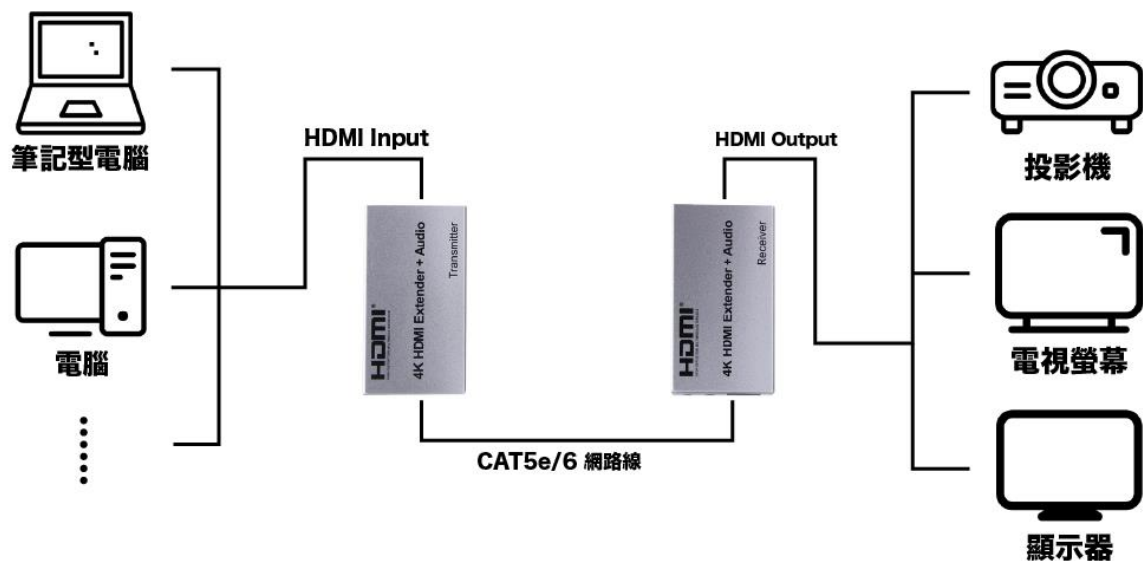 筆記型電腦
電腦
HDMI Input
HDMI
4K HDMI Extender + Audio
Transmitter
CAT5e/6 網路線
HDMI Output
HDMI
4K HDMI Extender + Audio
Receiver
投影機
電視螢幕
顯示器